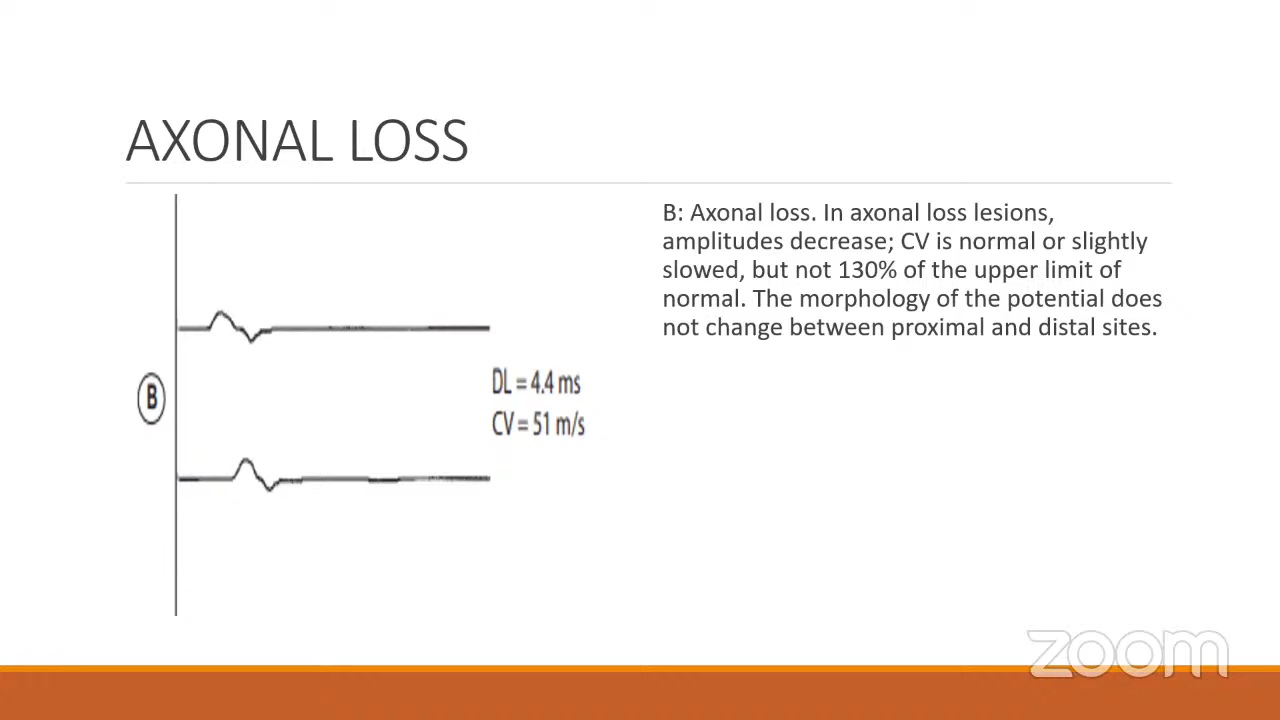 AXONAL LOSS
B: Axonal loss. In axonal loss lesions,
amplitudes decrease; CV is normal or slightly
slowed, but not 130% of the upper limit of
normal. The morphology of the potential does
not change between proximal and distal sites.
B
DL = 4.4 ms
CV = 51 m/s
zoom